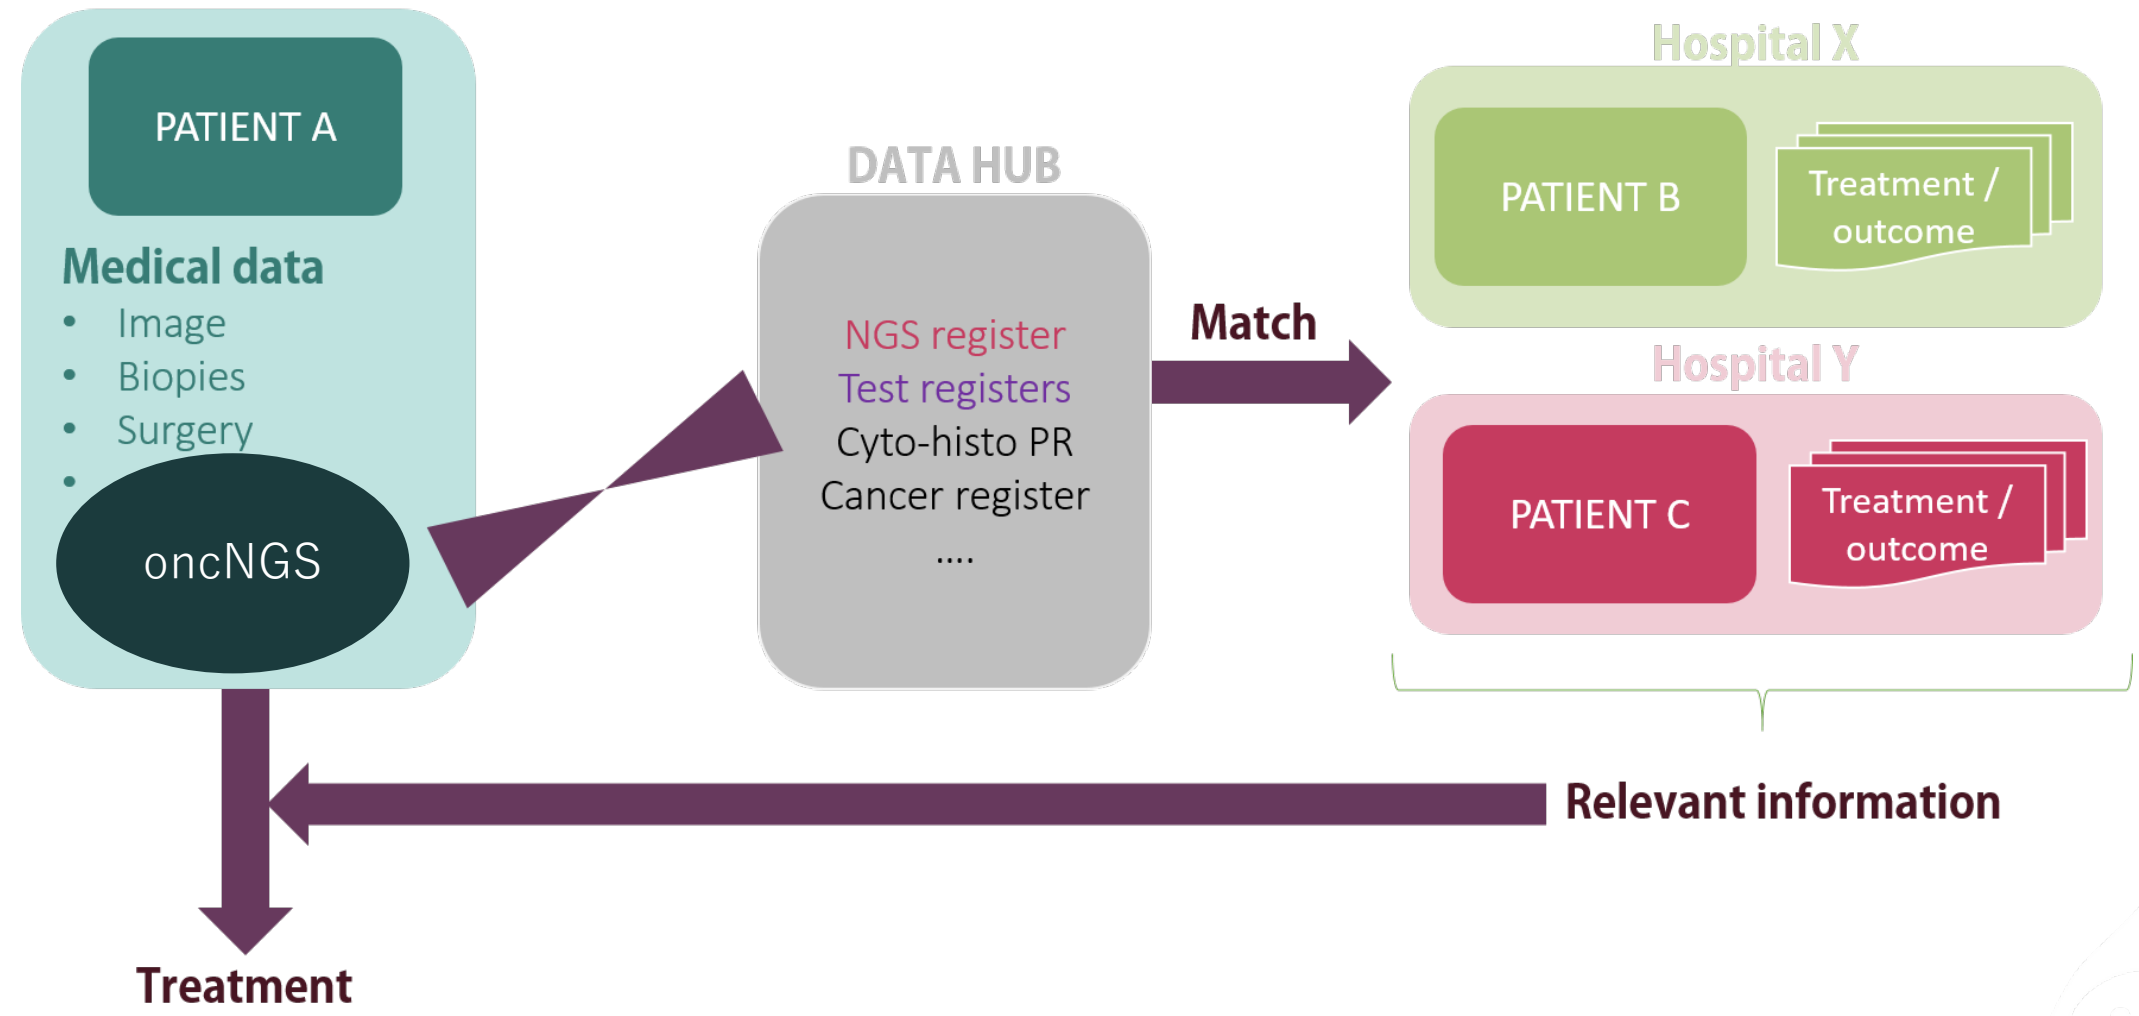 PATIENT A
Medical data
• Image
• Biopies
• Surgery
•
oncNGS
Treatment
DATA HUB
NGS register
Test registers
Cyto-histo PR
Cancer register
....
Match
Hospital X
PATIENT B
Treatment /
outcome
Hospital Y
PATIENT C
Treatment /
outcome
Relevant information